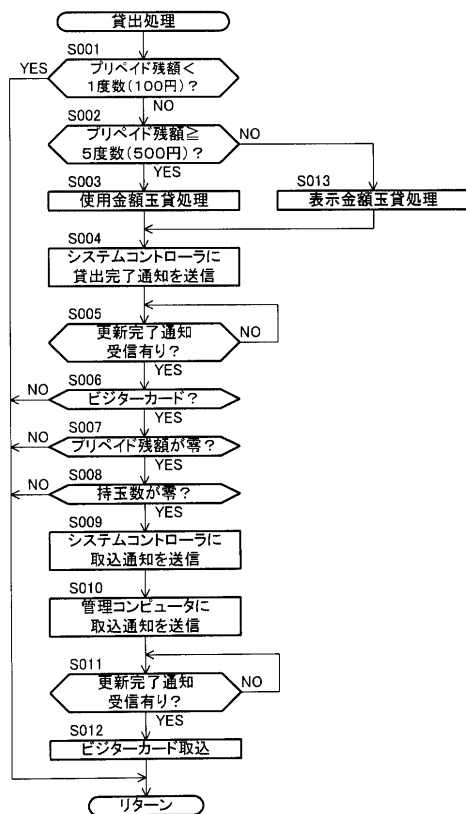 貸出処理
S001
YES
プリペイド残額<
1度数(100円)?
NO
S002
プリペイド残額≧
5度数(500円)?
NO
YES
S003
使用金額玉貸処理
S013
表示金額玉貸処理
S004
システムコントローラに
貸出完了通知を送信
S005
更新完了通知
受信有り?
NO
YES
S006
NO
ビジターカード?
YES
S007
NO
プリペイド残額が零?
YES
S008
NO
持玉数が零?
YES
S009
システムコントローラに
取込通知を送信
S010
管理コンピュータに
取込通知を送信
S011
更新完了通知
受信有り?
NO
YES
S012
ビジターカード取込
リターン